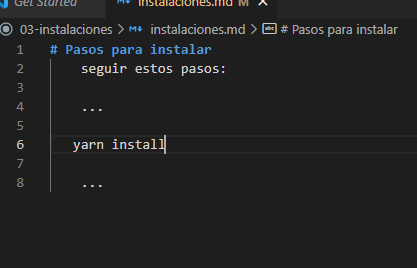 Get Started
instalaciones.md M
03-instalaciones > instalaciones.md > abc # Pasos para instalar
1 # Pasos para instalar
2 seguir estos pasos:
3
4 ...
5
6 yarn install
7
8 ...